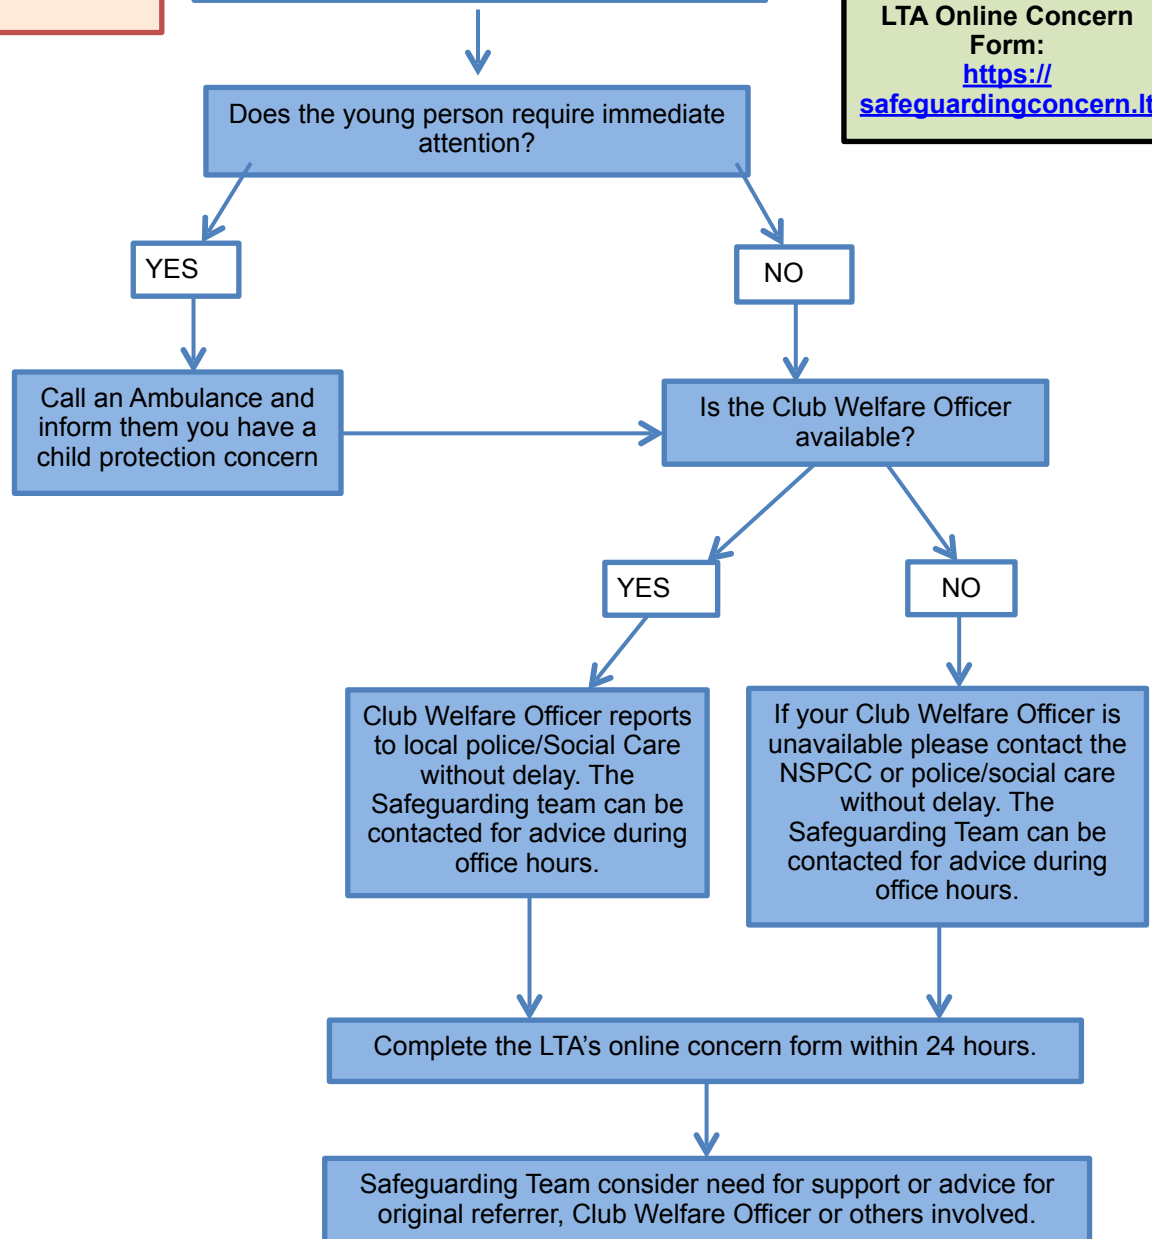 LTA Online Concern
Form:
https://
safeguardingconcern.lt
Does the young person require immediate
attention?
YES
NO
Call an Ambulance and
inform them you have a
child protection concern
Is the Club Welfare Officer
available?
YES
NO
Club Welfare Officer reports
to local police/Social Care
without delay. The
Safeguarding team can be
contacted for advice during
office hours.
If your Club Welfare Officer is
unavailable please contact the
NSPCC or police/social care
without delay. The
Safeguarding Team can be
contacted for advice during
office hours.
Complete the LTA’s online concern form within 24 hours.
Safeguarding Team consider need for support or advice for
original referrer, Club Welfare Officer or others involved.